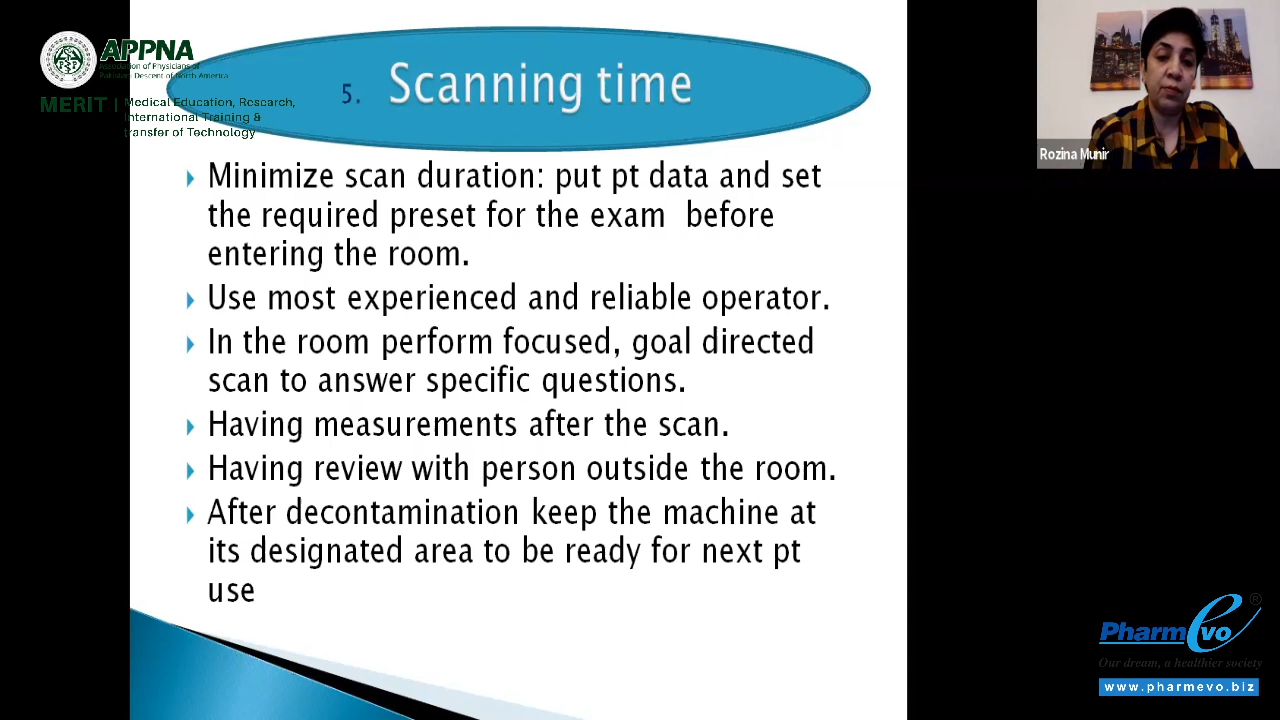 APPNA
Association of Physicians of
Pakistani Descent of North America
MERIT | Medical Education, Research,
International Training &
transfer of Technology
5. Scanning time
Minimize scan duration: put pt data and set
the required preset for the exam before
entering the room.
Use most experienced and reliable operator.
In the room perform focused, goal directed
scan to answer specific questions.
Having measurements after the scan.
Having review with person outside the room.
After decontamination keep the machine at
its designated area to be ready for next pt
use
Rozina Munir
PharmEvo®
Our dream, a healthier society
www.pharmevo.biz